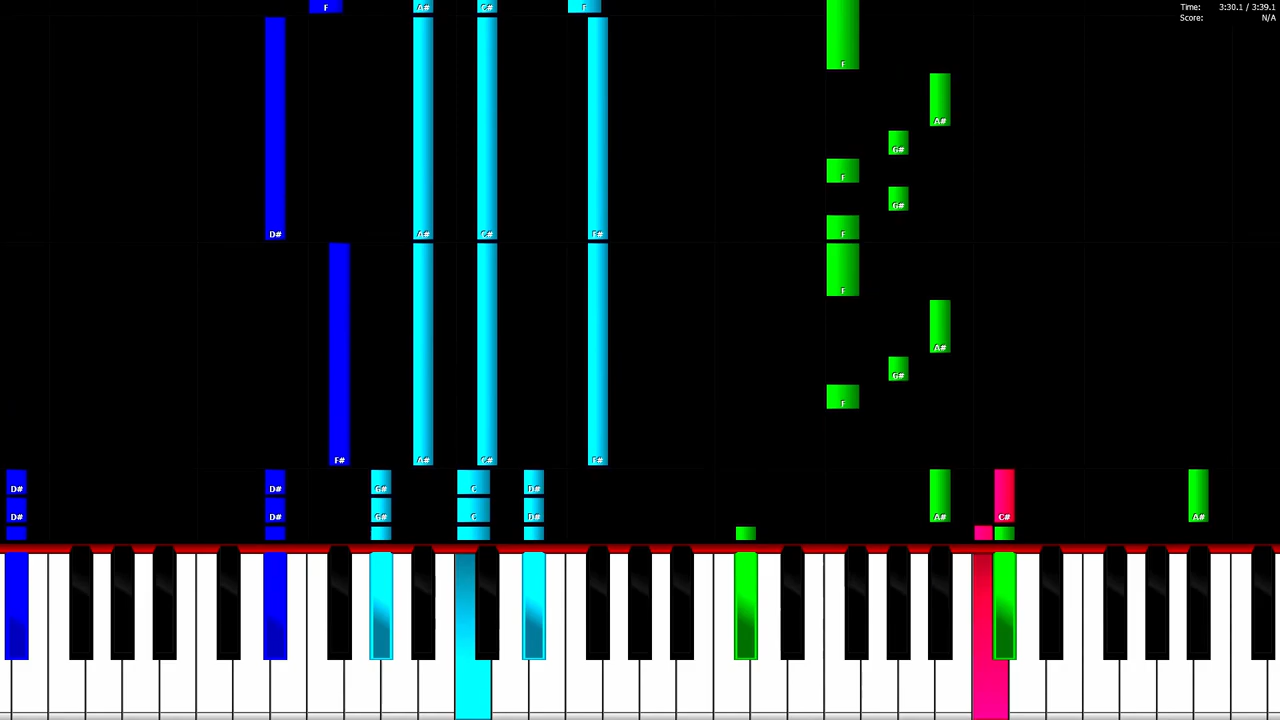 F A# C# F Time: 3:30.1 / 3:39.1
Score: N/A
F
A#
G#
F
G#
D# A# C# F# F
F
A#
G#
F
F# A# C# F#
D# G# C D#
D# G# C D# A# C# A#